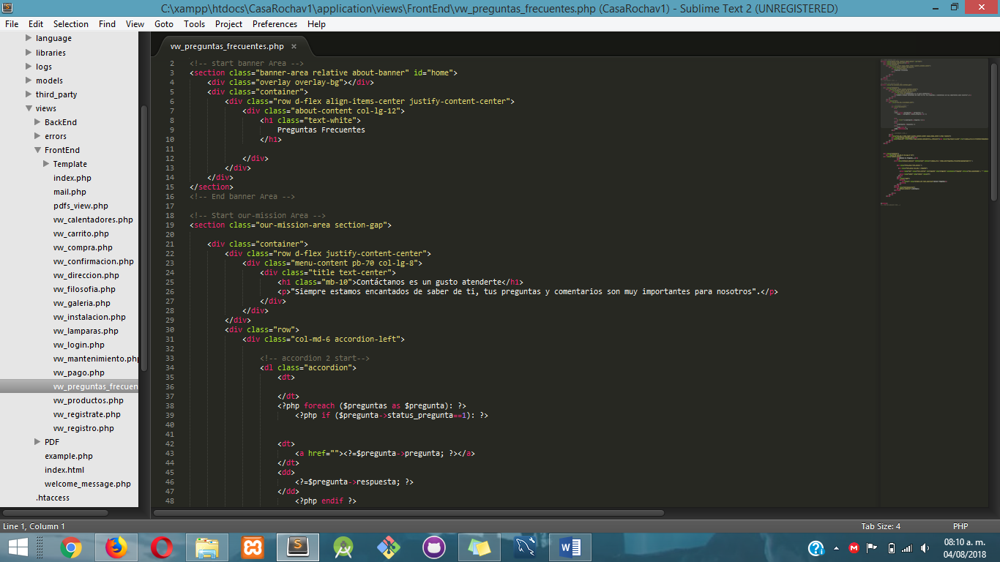 C:\xampp\htdocs\CasaRochav1\application\views\FrontEnd\vw_preguntas_frecuentes.php (CasaRochav1) - Sublime Text 2 (UNREGISTERED)
File Edit Selection Find View Goto Tools Project Preferences Help
language
libraries
logs
models
third_party
views
BackEnd
errors
FrontEnd
Template
index.php
mail.php
pdfs_view.php
vw_calentadores.php
vw_carrito.php
vw_compra.php
vw_confirmacion.php
vw_direccion.php
vw_filosofia.php
vw_galeria.php
vw_instalacion.php
vw_lamparas.php
vw_login.php
vw_mantenimiento.php
vw_pago.php
vw_preguntas_frecuen
vw_productos.php
vw_registrate.php
vw_registro.php
PDF
example.php
index.html
welcome_message.php
.htaccess
vw_preguntas_frecuentes.php ×
2 <!-- start banner Area -->
3 <section class="banner-area relative about-banner" id="home">
4 <div class="overlay overlay-bg"></div>
5 <div class="container">
6 <div class="row d-flex align-items-center justify-content-center">
7 <div class="about-content col-lg-12">
8 <h1 class="text-white">
9 Preguntas Frecuentes
10 </h1>
11
12 </div>
13 </div>
14 </div>
15 </section>
16 <!-- End banner Area -->
17
18 <!-- Start our-mission Area -->
19 <section class="our-mission-area section-gap">
20
21 <div class="container">
22 <div class="row d-flex justify-content-center">
23 <div class="menu-content pb-70 col-lg-8">
24 <div class="title text-center">
25 <h1 class="mb-10">Contáctanos es un gusto atenderte</h1>
26 <p>"Siempre estamos encantados de saber de ti, tus preguntas y comentarios son muy importantes para nosotros".</p>
27 </div>
28 </div>
29 </div>
30 <div class="row">
31 <div class="col-md-6 accordion-left">
32
33 <!-- accordion 2 start-->
34 <dl class="accordion">
35 <dt>
36
37 </dt>
38 <?php foreach ($preguntas as $pregunta): ?>
39 <?php if ($pregunta->status_pregunta==1): ?>
40
41
42 <dt>
43 <a href=""><?=$pregunta->pregunta; ?></a>
44 </dt>
45 <dd>
46 <?=$pregunta->respuesta; ?>
47 </dd>
48 <?php endif ?>
Line 1, Column 1 Tab Size: 4 PHP
08:10 a. m.
04/08/2018